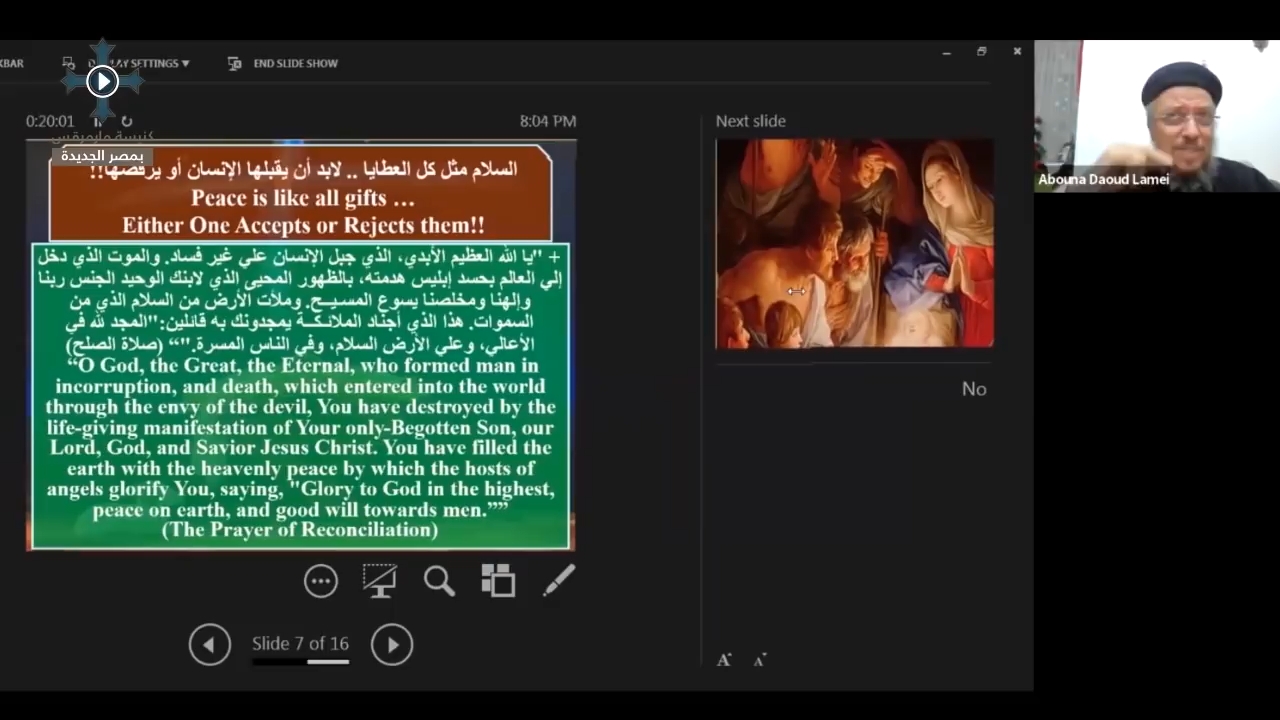 KBAR
DISPLAY SETTINGS ▼
END SLIDE SHOW
0:20:01
8:04 PM
كنيسة مارمرقس
بمصر الجديدة
السلام مثل كل العطايا .. لابد أن يقبلها الإنسان أو يرفضها!!
Peace is like all gifts …
Either One Accepts or Rejects them!!
+ "يا الله العظيم الأبدي، الذي جبل الإنسان علي غير فساد. والموت الذي دخل
إلي العالم بحسد إبليس هدمته، بالظهور المحيي الذي لابنك الوحيد الجنس ربنا
وإلهنا ومخلصنا يسوع المسيـح. وملأت الأرض من السلام الذي من
السموات. هذا الذي أجناد الملائكـة يمجدونك به قائلين:"المجد لله في
الأعالي، وعلي الأرض السلام، وفي الناس المسرة."“ (صلاة الصلح)
“O God, the Great, the Eternal, who formed man in
incorruption, and death, which entered into the world
through the envy of the devil, You have destroyed by the
life-giving manifestation of Your only-Begotten Son, our
Lord, God, and Savior Jesus Christ. You have filled the
earth with the heavenly peace by which the hosts of
angels glorify You, saying, "Glory to God in the highest,
peace on earth, and good will towards men.””
(The Prayer of Reconciliation)
Slide 7 of 16
Next slide
No
A A
Abouna Daoud Lamei